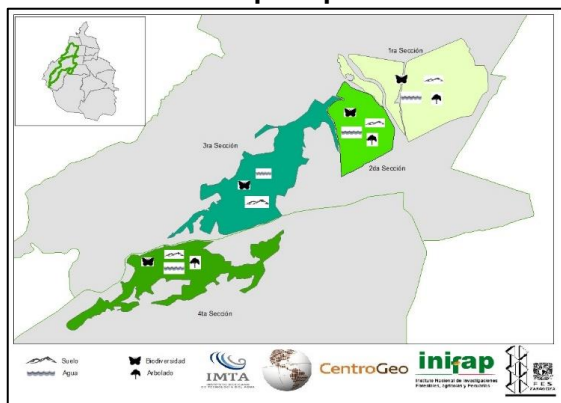 1ra Sección
2da Sección
3ra Sección
4ta Sección
Suelo
Biodiversidad
Agua
Arbolado
IMTA
CentroGeo
inifap
Instituto Nacional de Investigaciones
Forestales, Agrícolas y Pecuarias
FES
ZARAGOZA